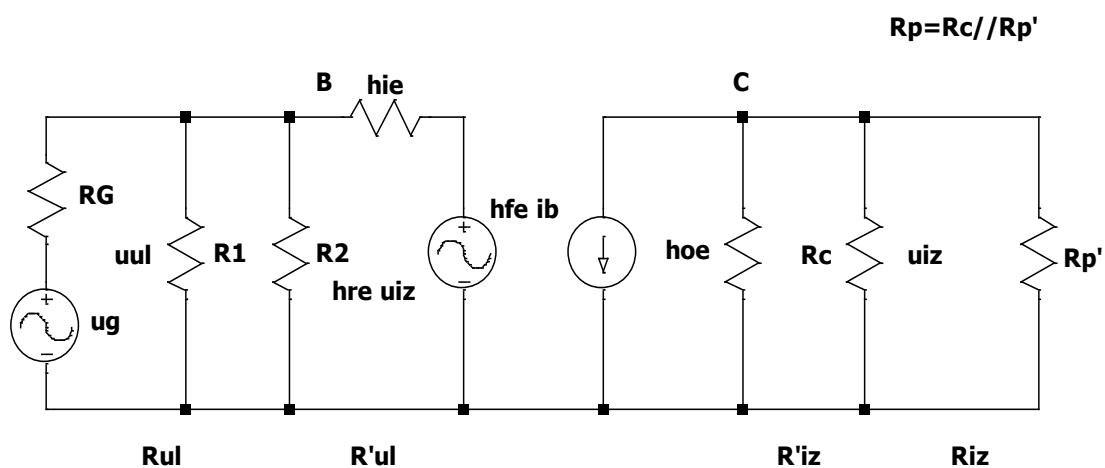 Rp=Rc//Rp'
B hie C
RG hfe ib
uul R1 R2 hoe Rc uiz Rp'
hre uiz
ug
Rul R'ul R'iz Riz